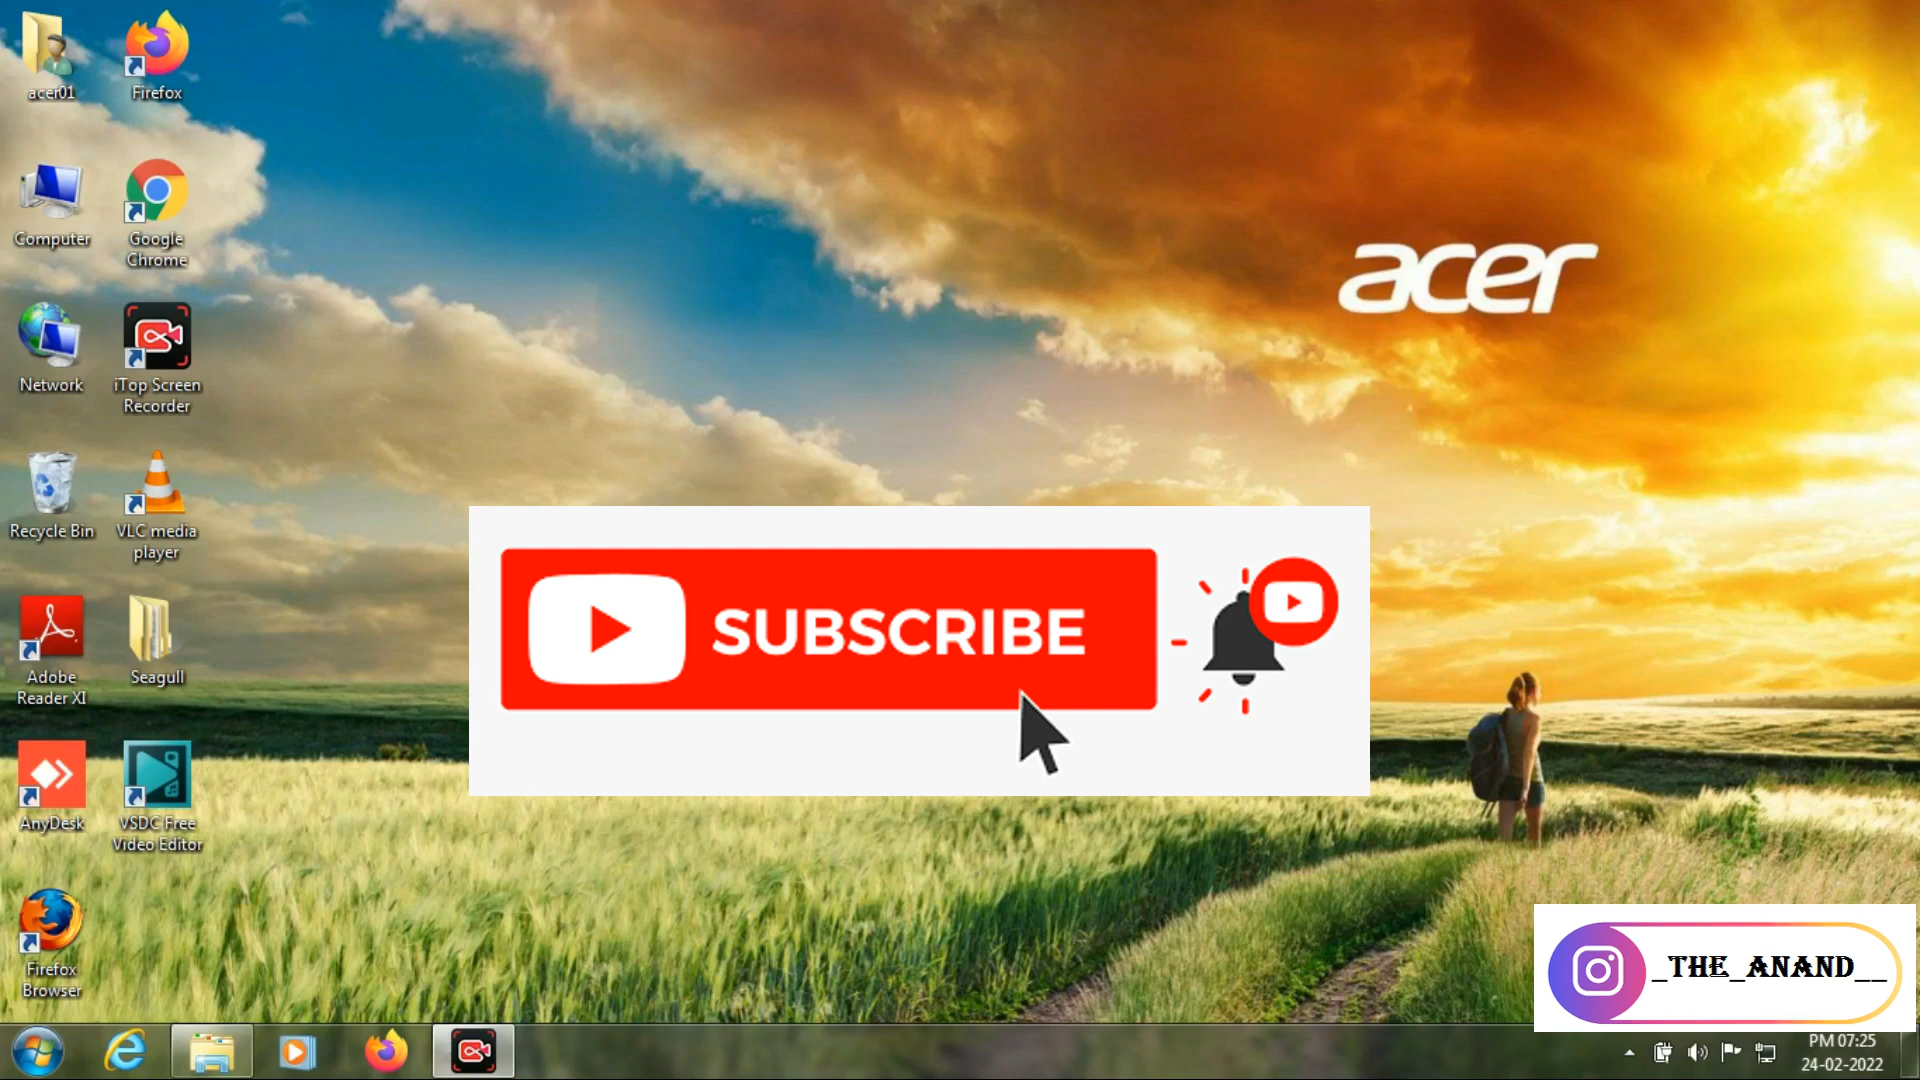 acer01
Firefox
Computer
Google
Chrome
acer
Network
iTop Screen
Recorder
Recycle Bin
VLC media
player
SUBSCRIBE
Adobe
Reader XI
Seagull
AnyDesk
VSDC Free
Video Editor
Firefox
Browser
_THE_ANAND__
PM 07:25
24-02-2022